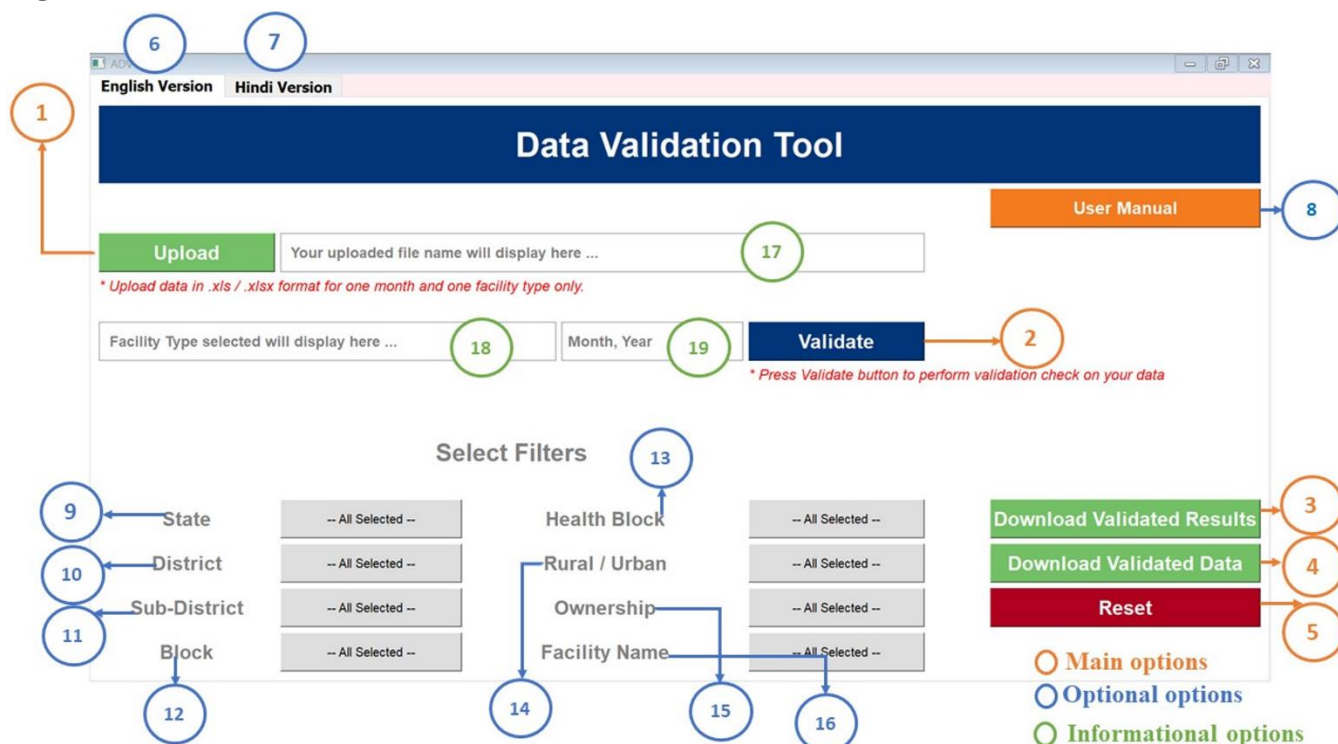 6
7
ADV
English Version Hindi Version
1
Data Validation Tool
User Manual
8
Upload
Your uploaded file name will display here ...
17
* Upload data in .xls / .xlsx format for one month and one facility type only.
Facility Type selected will display here ...
18
Month, Year
19
Validate
2
* Press Validate button to perform validation check on your data
Select Filters
13
9
State
-- All Selected --
Health Block
-- All Selected --
Download Validated Results
3
10
District
-- All Selected --
Rural / Urban
-- All Selected --
Download Validated Data
4
11
Sub-District
-- All Selected --
Ownership
-- All Selected --
Reset
5
Block
-- All Selected --
Facility Name
-- All Selected --
12
14
15
16
Main options
Optional options
Informational options